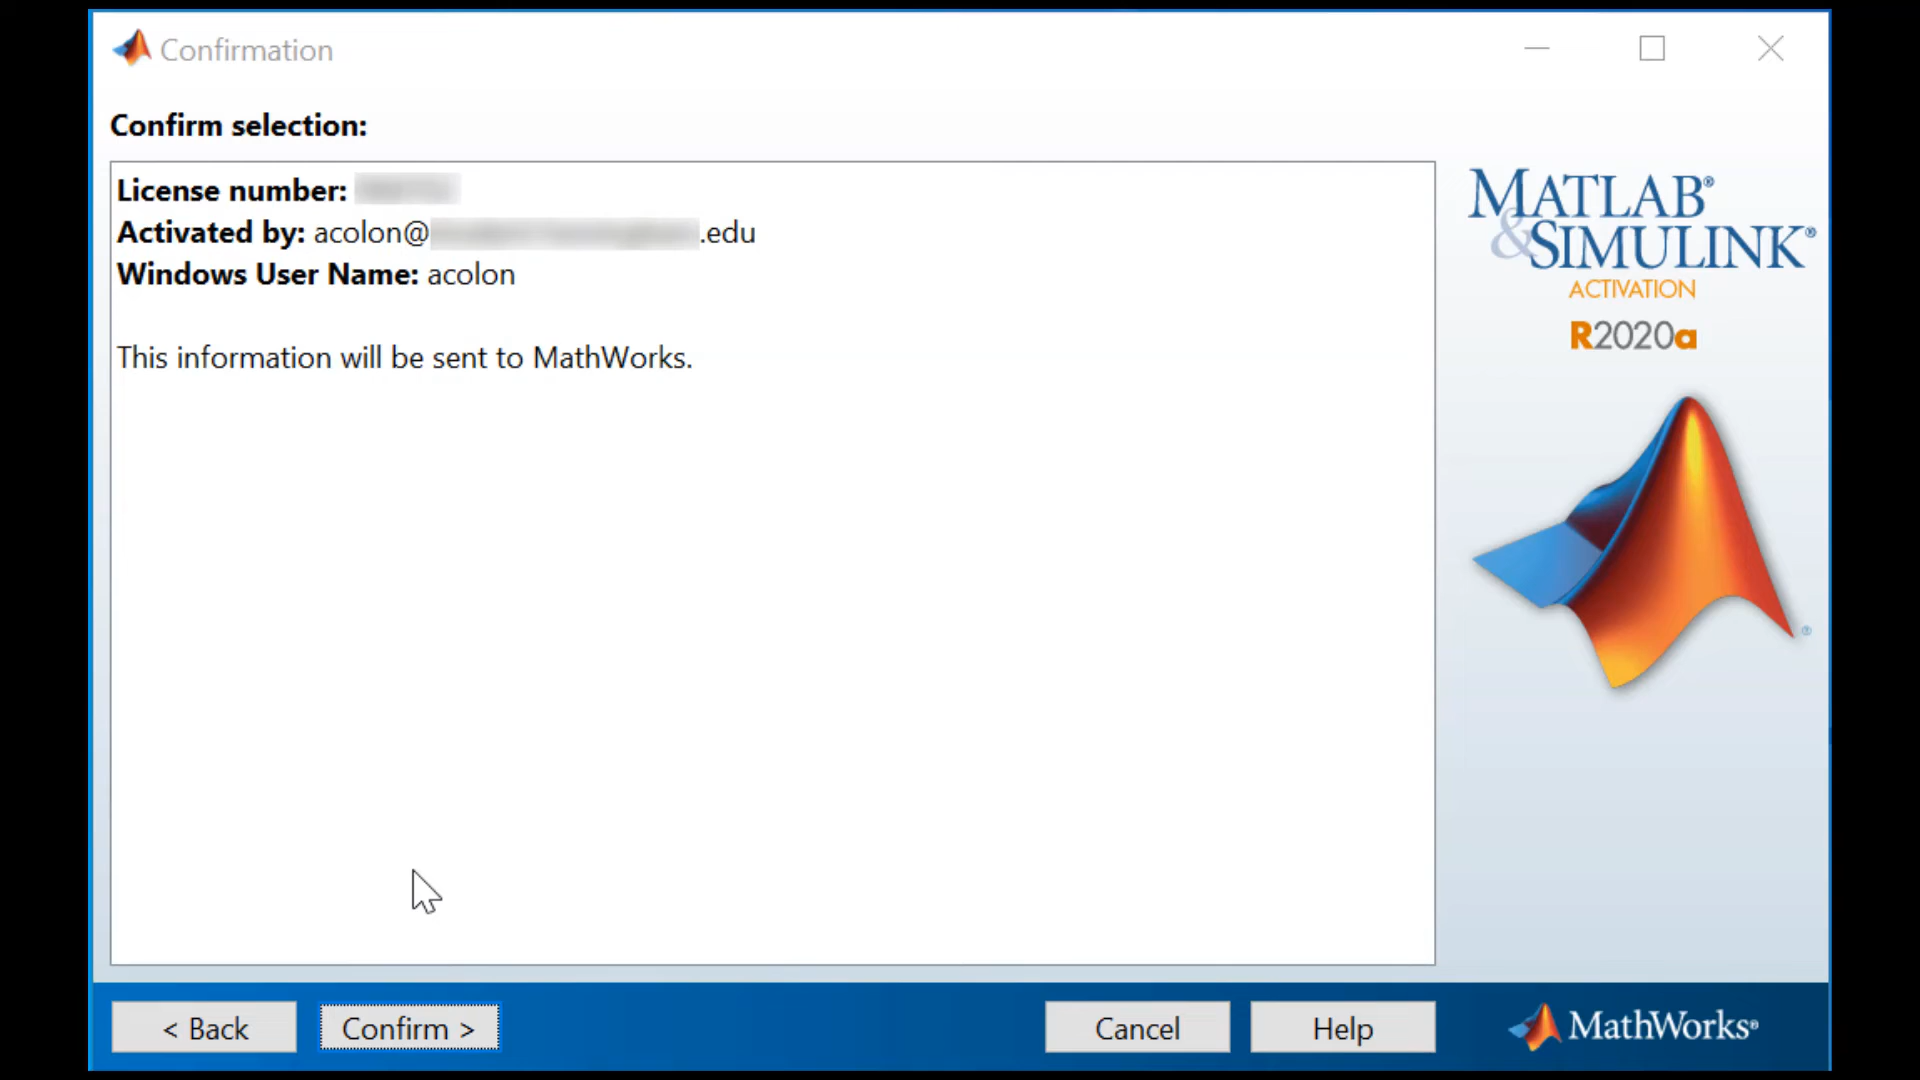 Confirmation
Confirm selection:
License number:
Activated by: acolon@ .edu
Windows User Name: acolon
This information will be sent to MathWorks.
MATLAB®
&SIMULINK®
ACTIVATION
R2020a
®
< Back
Confirm >
Cancel
Help
MathWorks®